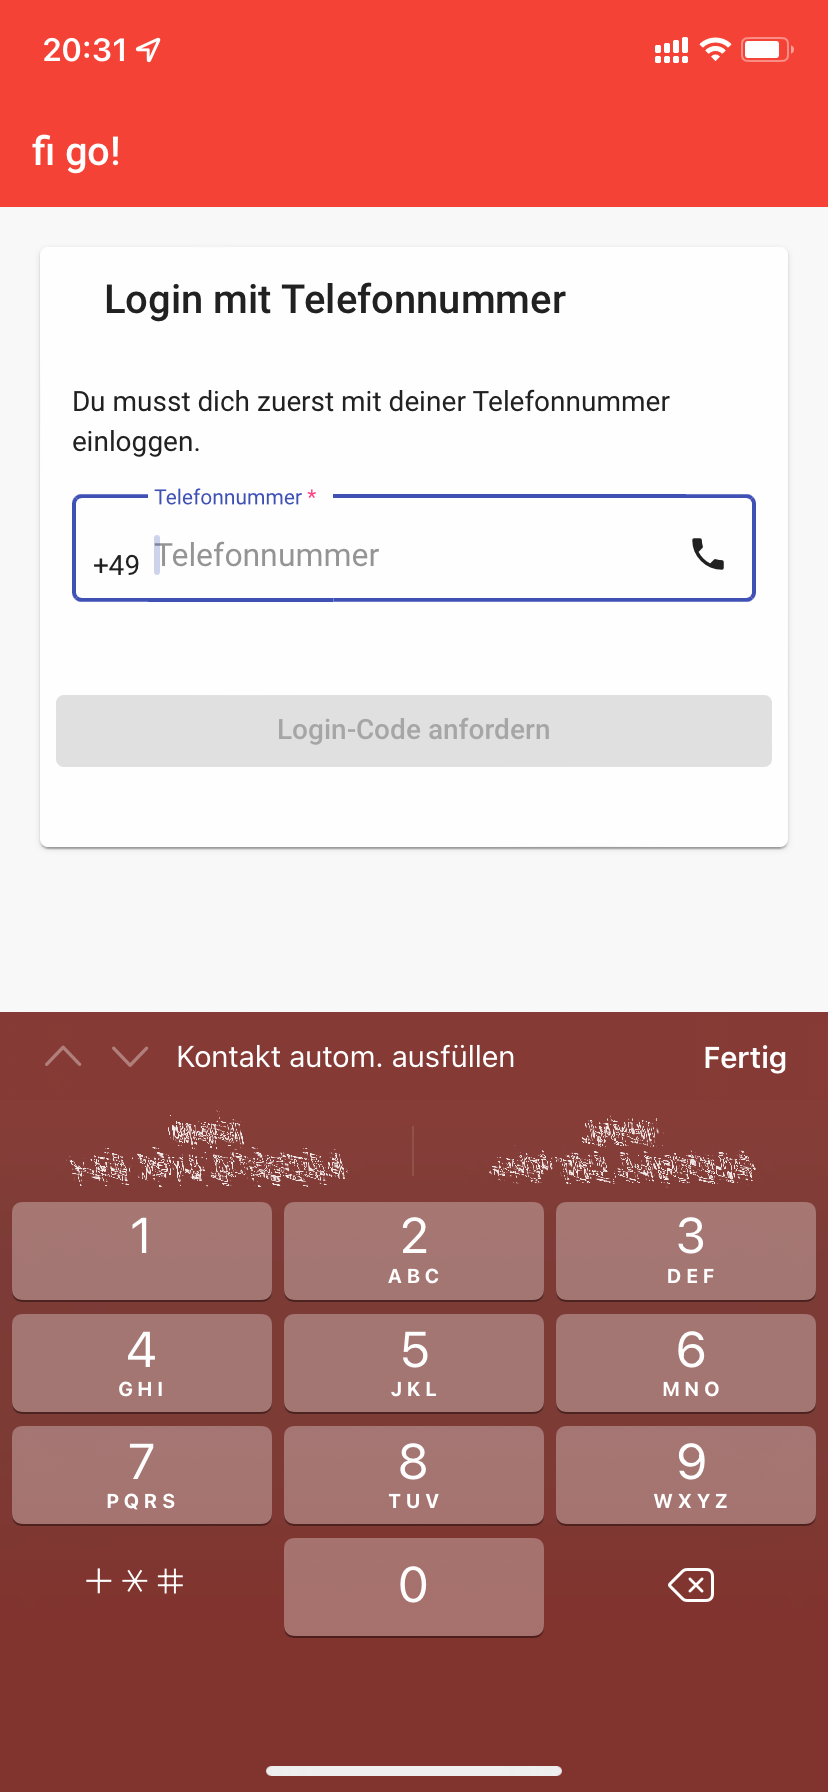 20:31
fi go!
Login mit Telefonnummer
Du musst dich zuerst mit deiner Telefonnummer
einloggen.
Telefonnummer *
+49 Telefonnummer
Login-Code anfordern
Kontakt autom. ausfüllen Fertig
1 2 3
ABC DEF
4 5 6
GHI JKL MNO
7 8 9
PQRS TUV WXYZ
+*# 0